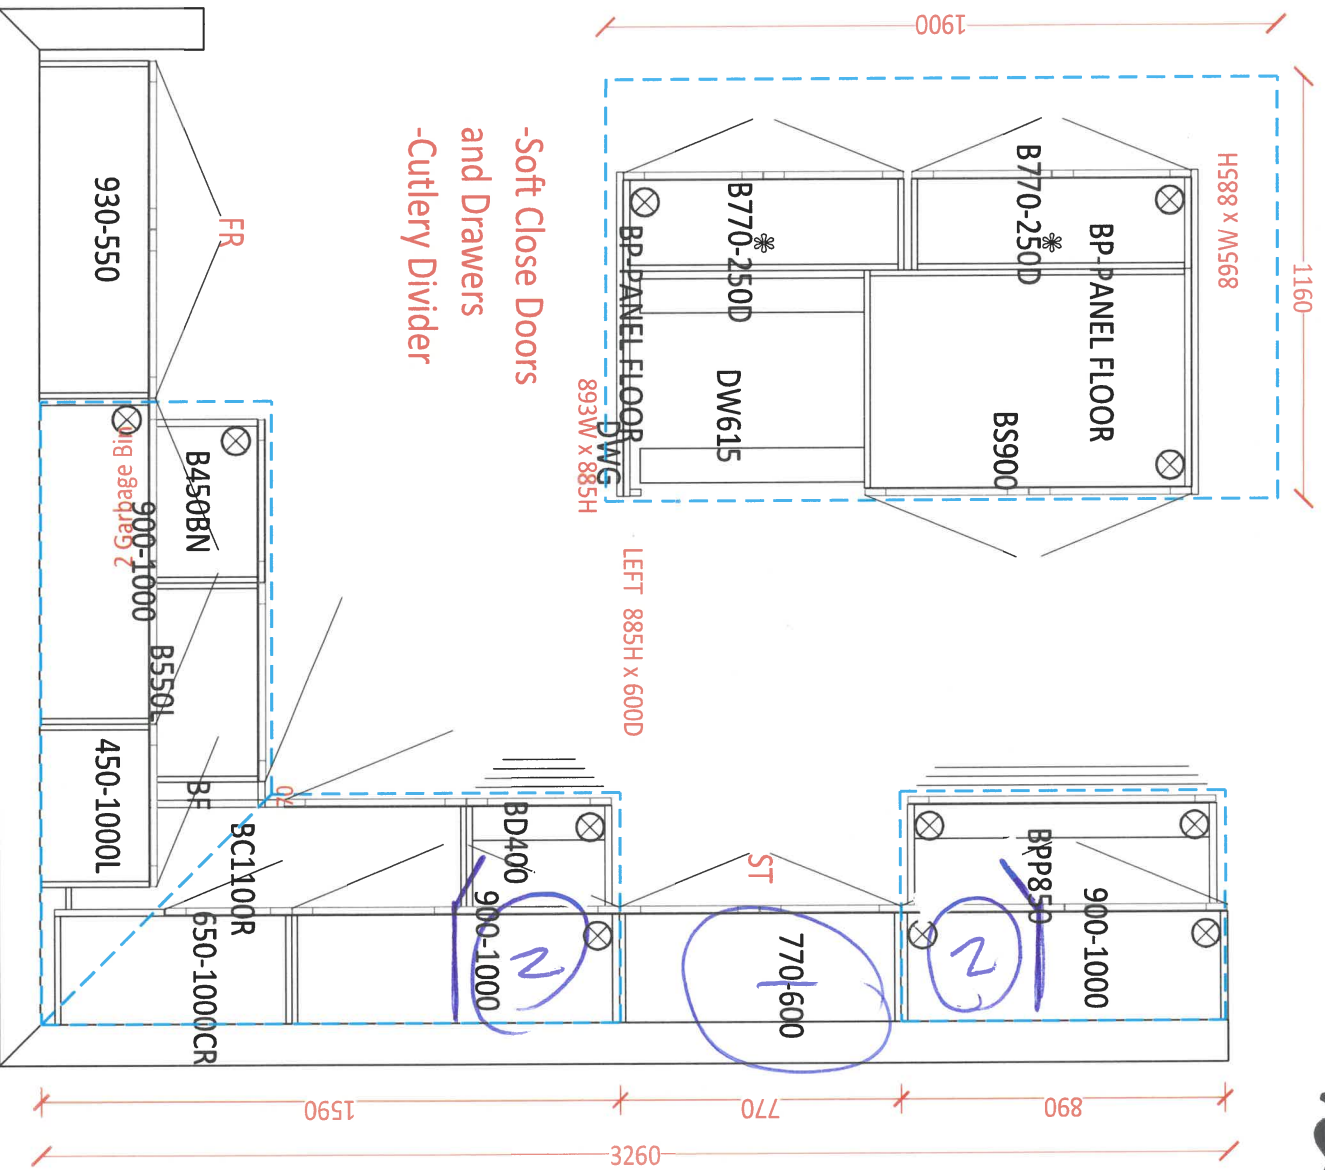 1900
1160
895W x 885H
B770-250D
BP-PANEL FLOOR
B770-250D
BP-PANEL FLOOR
BS900
DW615
DWG
893W x 885H
LEFT 885H x 600D
-Soft Close Doors
and Drawers
-Cutlery Divider
FR
930-550
B450BN
2 Garbage Bin
900-1000
B550L
450-1000L
BF
BC1100R
650-1000CR
BD400
900-1000
2
ST
770-600
1
BPP850
900-1000
2
1590
770
890
3260